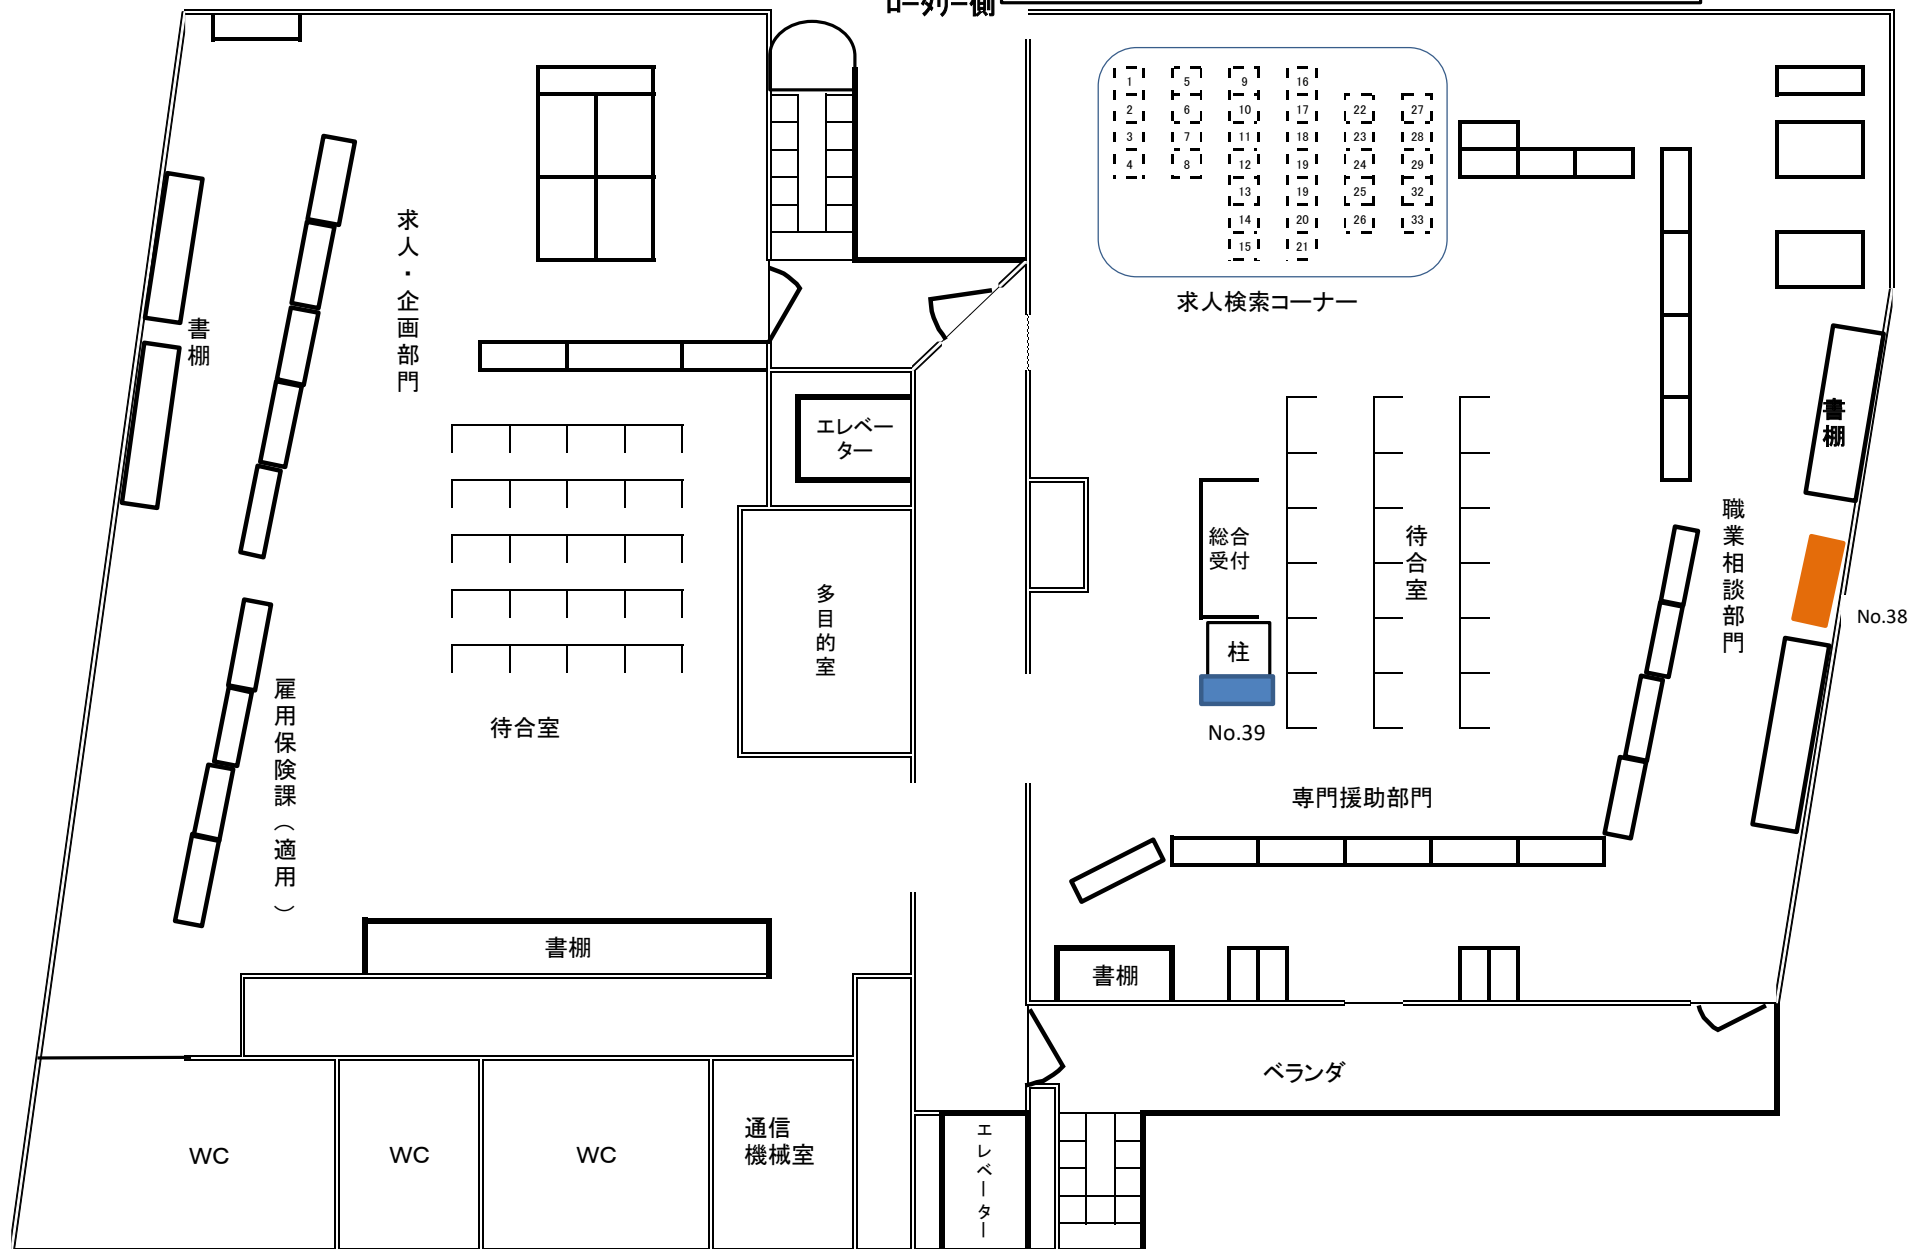 ロータリー側
1
5
9
16
2
6
10
17
22
27
3
7
11
18
23
28
4
8
12
19
24
29
13
19
25
32
14
20
26
33
15
21
求人検索コーナー
求人・企画部門
書棚
エレベー
ター
書棚
総合
受付
待合室
職業相談部門
No.38
多目的室
柱
No.39
雇用保険課（適用）
待合室
専門援助部門
書棚
書棚
ベランダ
WC
WC
WC
通信
機械室
エレベーター